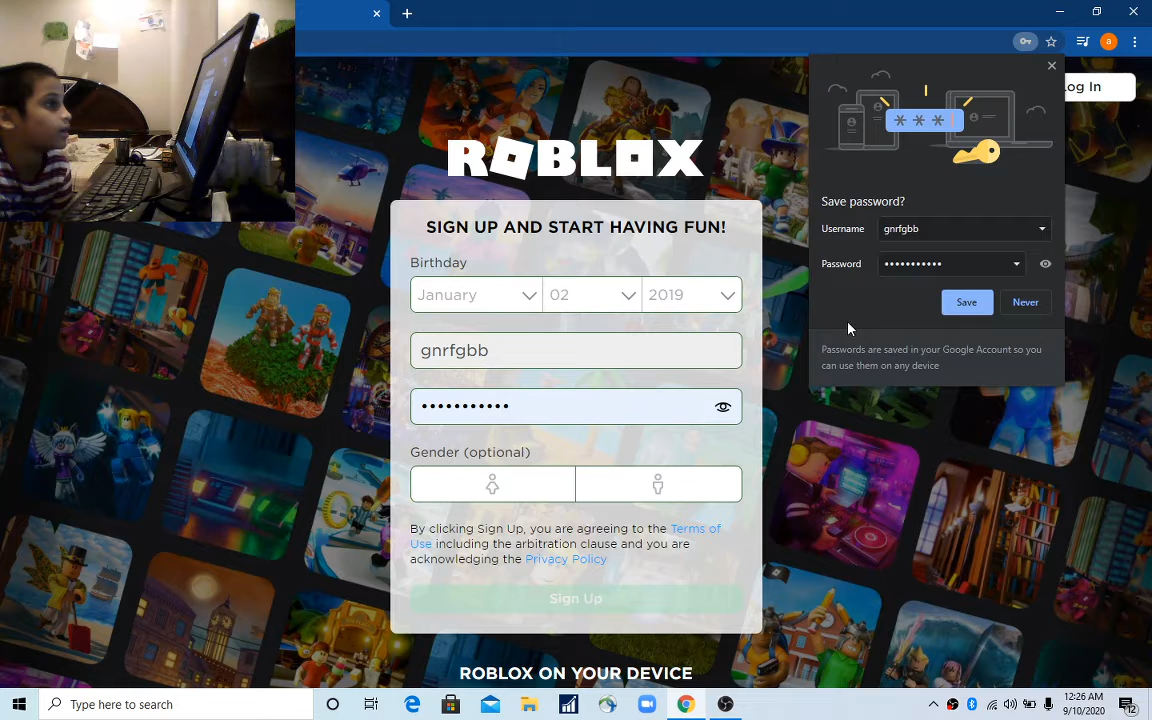 Log In
ROBLOX
SIGN UP AND START HAVING FUN!
Birthday
January 02 2019
gnrfgbb
•••••••••••
Gender (optional)
By clicking Sign Up, you are agreeing to the Terms of
Use including the arbitration clause and you are
acknowledging the Privacy Policy
Sign Up
ROBLOX ON YOUR DEVICE
* * *
Save password?
Username gnrfgbb
Password •••••••••••
Save Never
Passwords are saved in your Google Account so you
can use them on any device
a
Type here to search
12:26 AM
9/10/2020
12